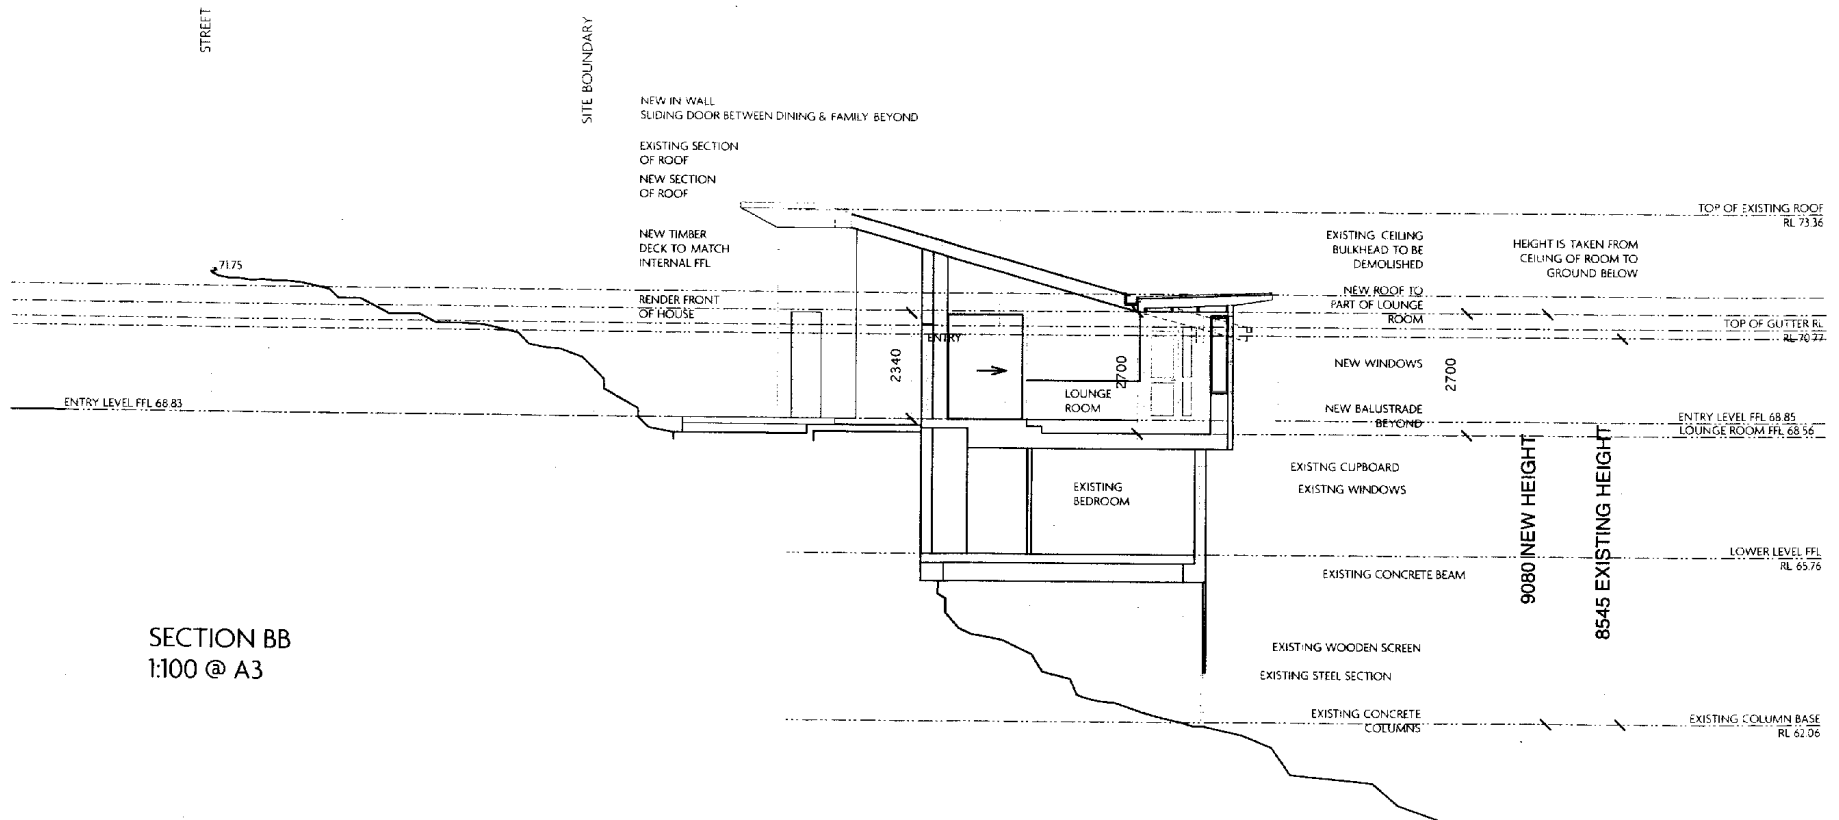 STREET
SITE BOUNDARY
NEW IN WALL
SLIDING DOOR BETWEEN DINING & FAMILY BEYOND
EXISTING SECTION
OF ROOF
NEW SECTION
OF ROOF
NEW TIMBER
DECK TO MATCH
INTERNAL FFL
RENDER FRONT
OF HOUSE
71.75
ENTRY LEVEL FFL 68.83
2340
ENTRY
2700
LOUNGE
ROOM
EXISTING
BEDROOM
EXISTING CEILING
BULKHEAD TO BE
DEMOLISHED
NEW ROOF TO
PART OF LOUNGE
ROOM
NEW WINDOWS
NEW BALUSTRADE
BEYOND
EXISTNG CUPBOARD
EXISTNG WINDOWS
EXISTING CONCRETE BEAM
EXISTING WOODEN SCREEN
EXISTING STEEL SECTION
EXISTING CONCRETE
COLUMNS
2700
HEIGHT IS TAKEN FROM
CEILING OF ROOM TO
GROUND BELOW
9080 NEW HEIGHT
8545 EXISTING HEIGHT
TOP OF EXISTING ROOF
RL 73.36
TOP OF GUTTER RL
RL 70.77
ENTRY LEVEL FFL 68.85
LOUNGE ROOM FFL 68.56
LOWER LEVEL FFL
RL 65.76
EXISTING COLUMN BASE
RL 62.06
SECTION BB
1:100 @ A3